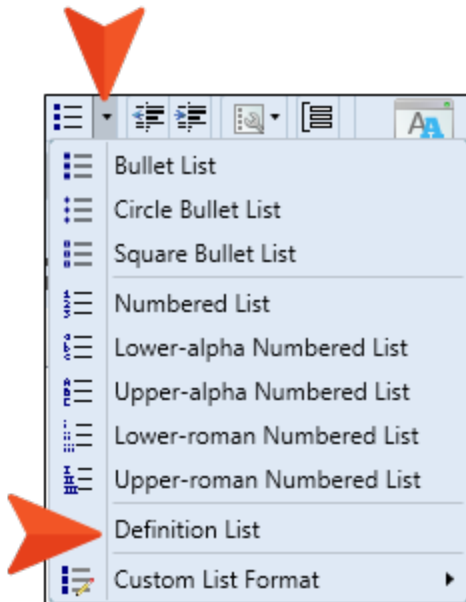 Bullet List
Circle Bullet List
Square Bullet List
Numbered List
Lower-alpha Numbered List
Upper-alpha Numbered List
Lower-roman Numbered List
Upper-roman Numbered List
Definition List
Custom List Format